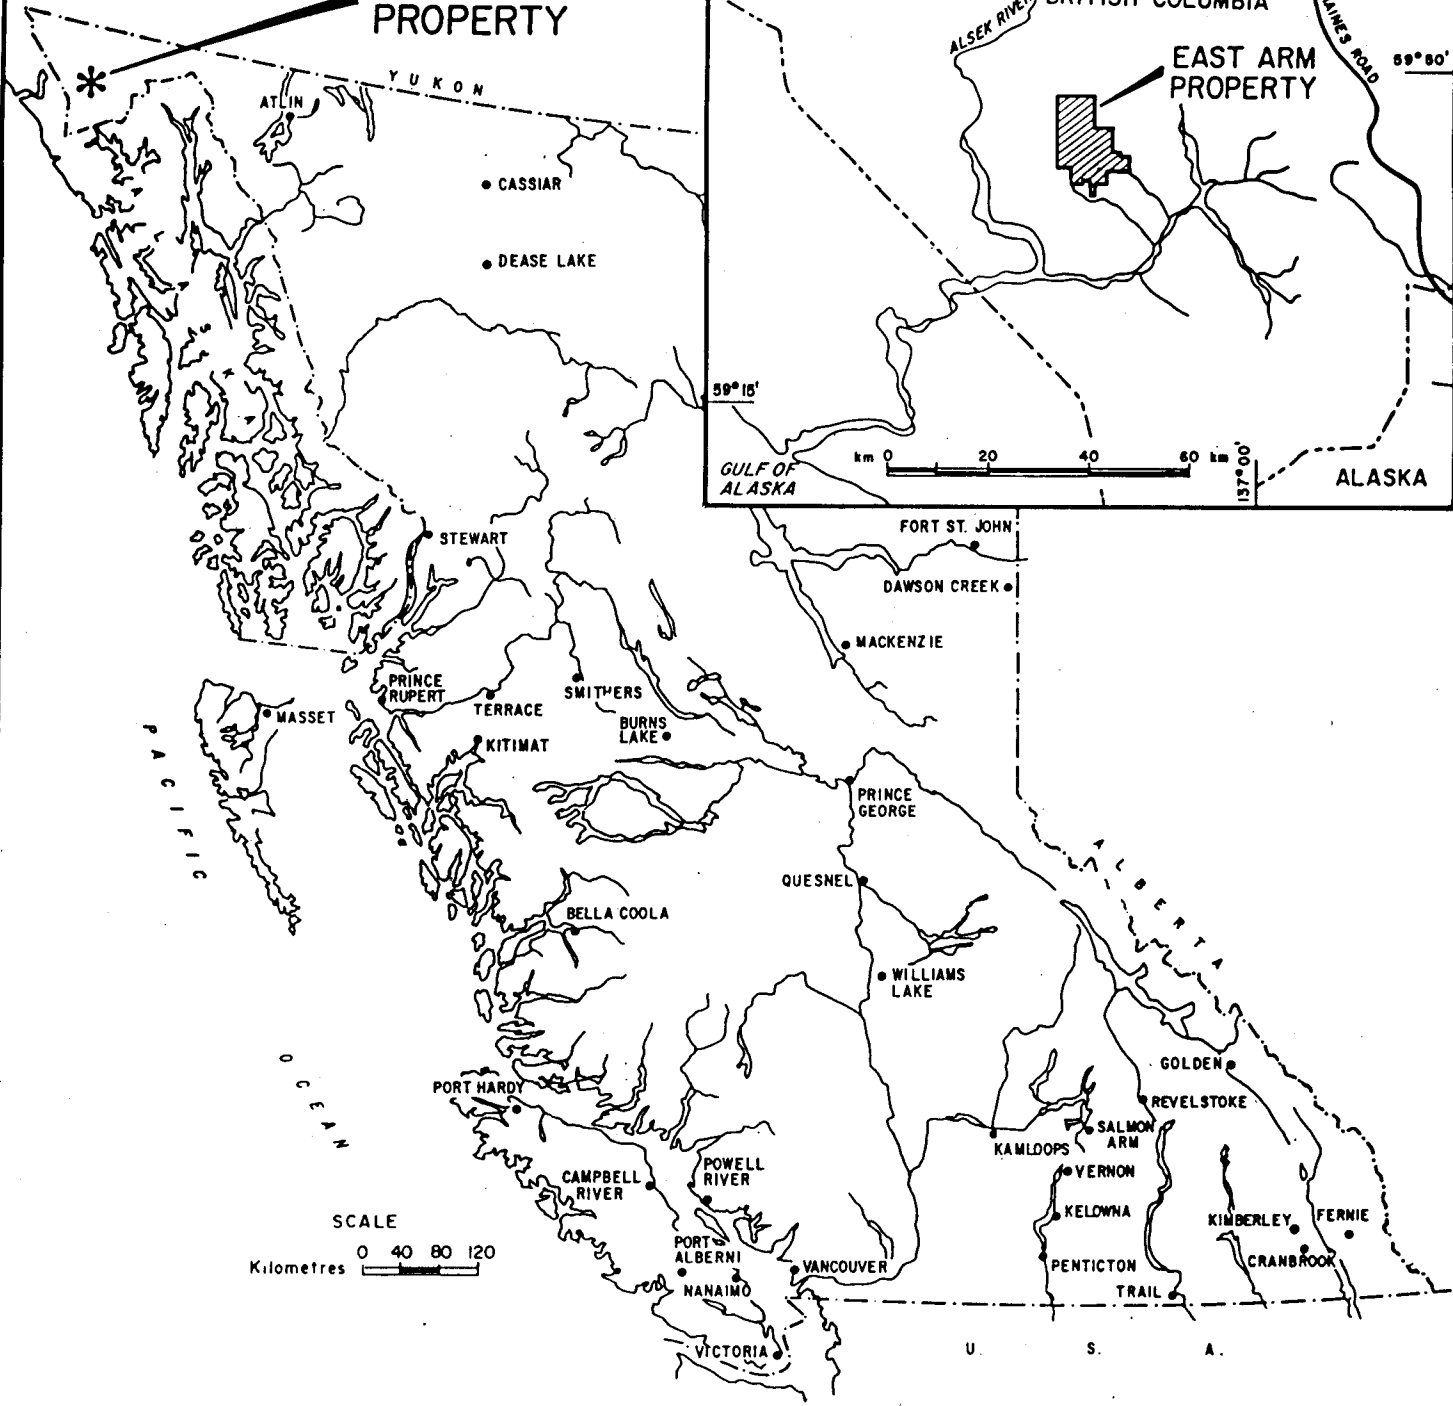 PROPERTY
YUKON
ATLIN
CASSIAR
DEASE LAKE
ALASKA
ALSEK RIVER
BRITISH COLUMBIA
HAINES ROAD
59°50'
EAST ARM
PROPERTY
59°15'
km 0 20 40 60 km
GULF OF
ALASKA
137°00'
ALASKA
STEWART
FORT ST. JOHN
DAWSON CREEK
MACKENZIE
PRINCE
RUPERT
TERRACE
SMITHERS
MASSET
KITIMAT
BURNS
LAKE
PRINCE
GEORGE
PACIFIC
OCEAN
ALBERTA
QUESNEL
BELLA COOLA
WILLIAMS
LAKE
GOLDEN
PORT HARDY
REVELSTOKE
KAMLOOPS
SALMON
ARM
VERNON
CAMPBELL
RIVER
POWELL
RIVER
KELOWNA
KIMBERLEY
FERNIE
SCALE
0 40 80 120
Kilometres
PORT
ALBERNI
NANAIMO
VANCOUVER
PENTICTON
CRANBROOK
TRAIL
VICTORIA
U. S. A.